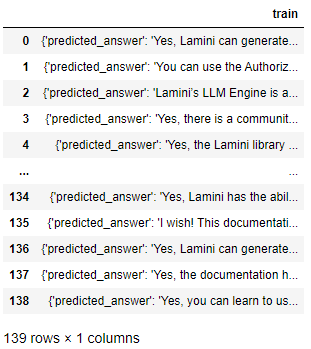 train
0 {'predicted_answer': 'Yes, Lamini can generate...
1 {'predicted_answer': 'You can use the Authoriz...
2 {'predicted_answer': 'Lamini’s LLM Engine is a...
3 {'predicted_answer': 'Yes, there is a communit...
4 {'predicted_answer': 'Yes, the Lamini library ...
... ...
134 {'predicted_answer': 'Yes, Lamini has the abil...
135 {'predicted_answer': 'I wish! This documentati...
136 {'predicted_answer': 'Yes, Lamini can generate...
137 {'predicted_answer': 'Yes, the documentation h...
138 {'predicted_answer': 'Yes, you can learn to us...
139 rows × 1 columns